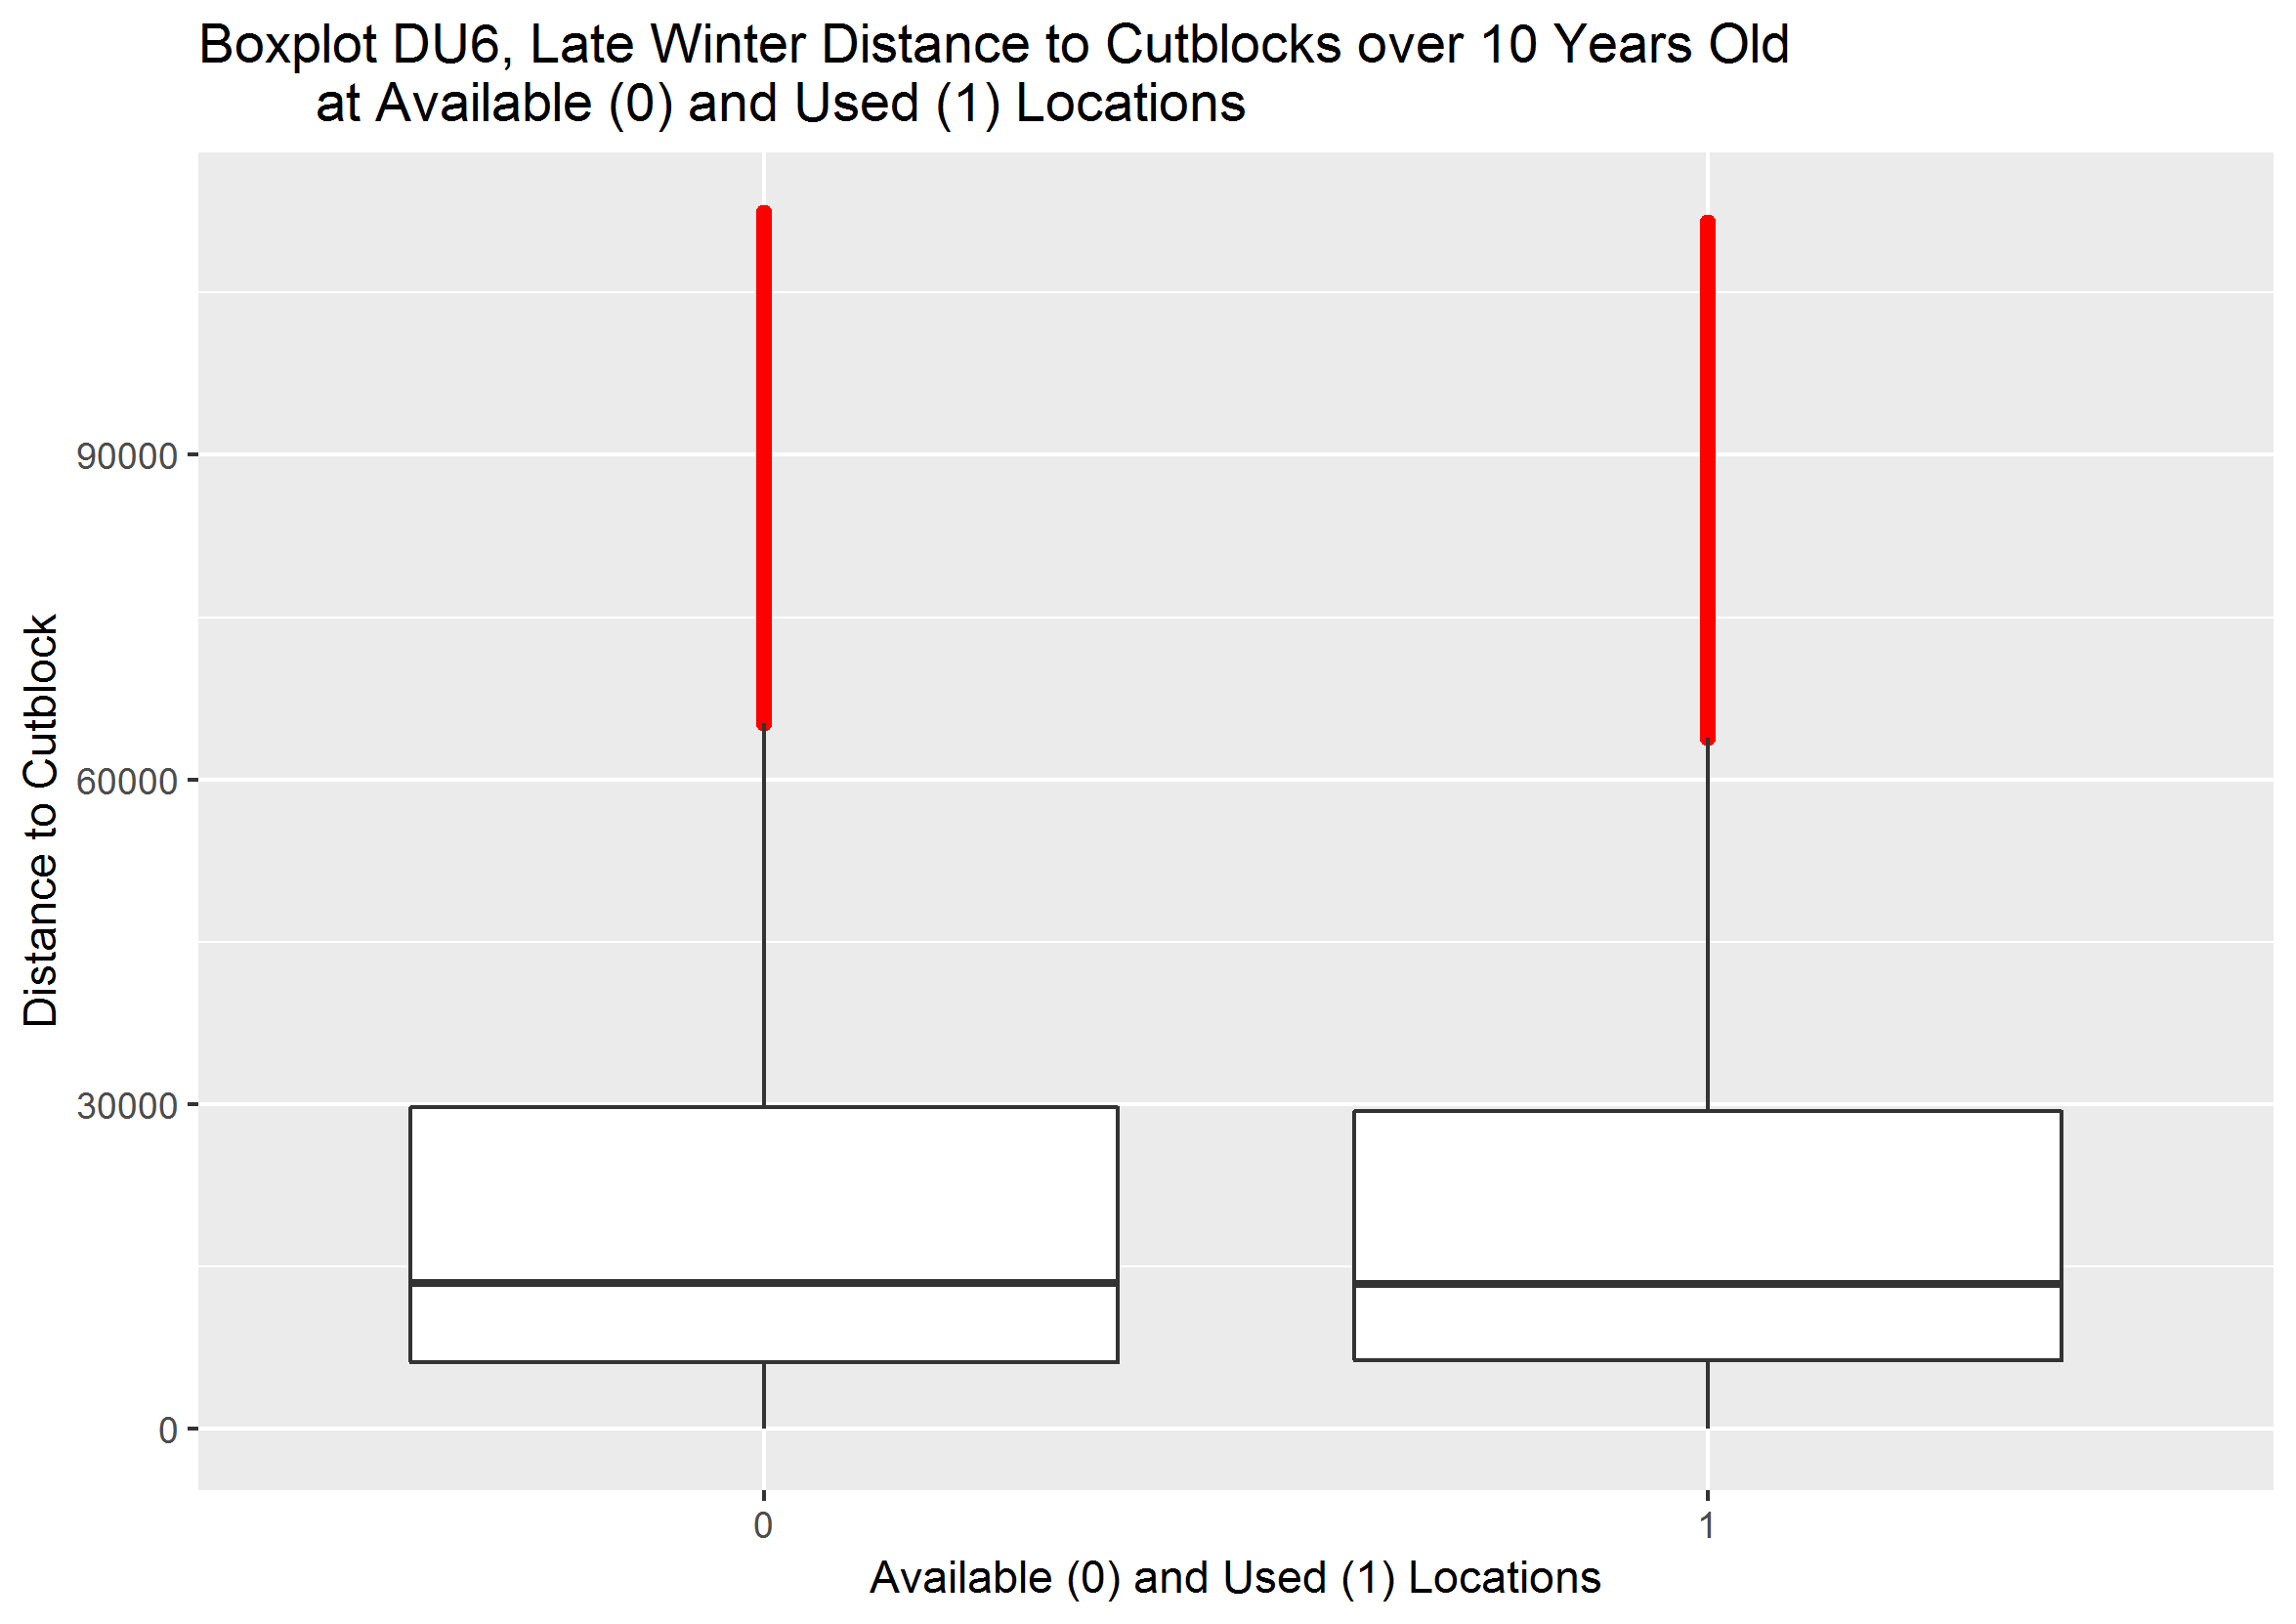 Boxplot DU6, Late Winter Distance to Cutblocks over 10 Years Old
at Available (0) and Used (1) Locations
Distance to Cutblock
90000
60000
30000
0
0 1
Available (0) and Used (1) Locations